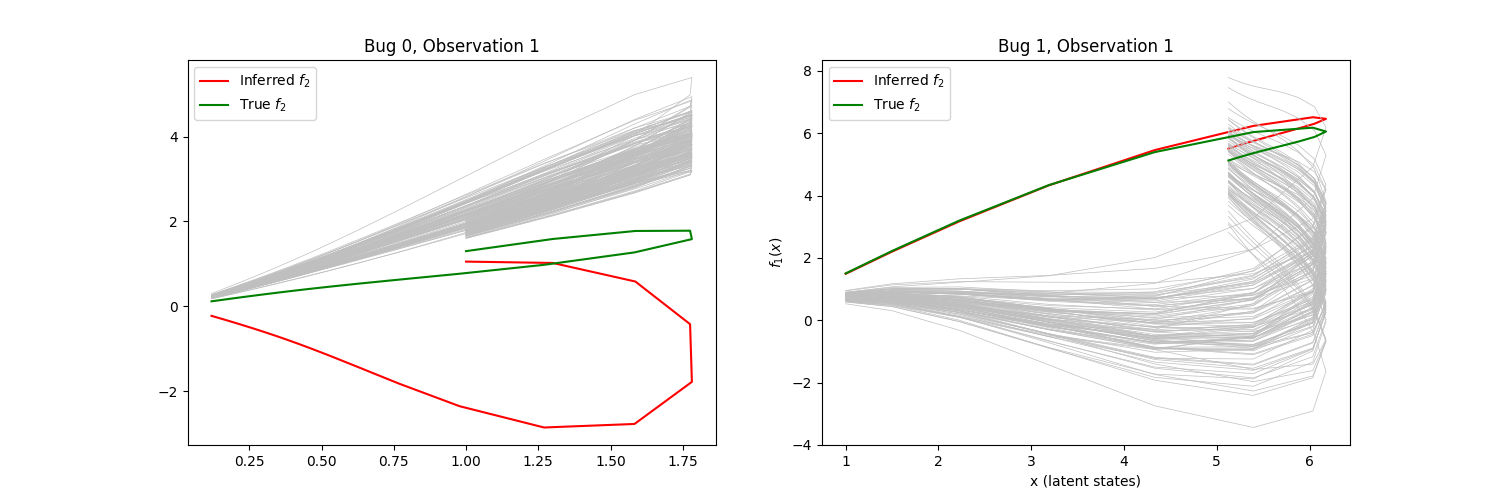 Bug 0, Observation 1
Inferred f₂
True f₂
4
2
0
−2
0.25 0.50 0.75 1.00 1.25 1.50 1.75
Bug 1, Observation 1
Inferred f₂
True f₂
f₁(x)
8
6
4
2
0
−2
−4
1 2 3 4 5 6
x (latent states)